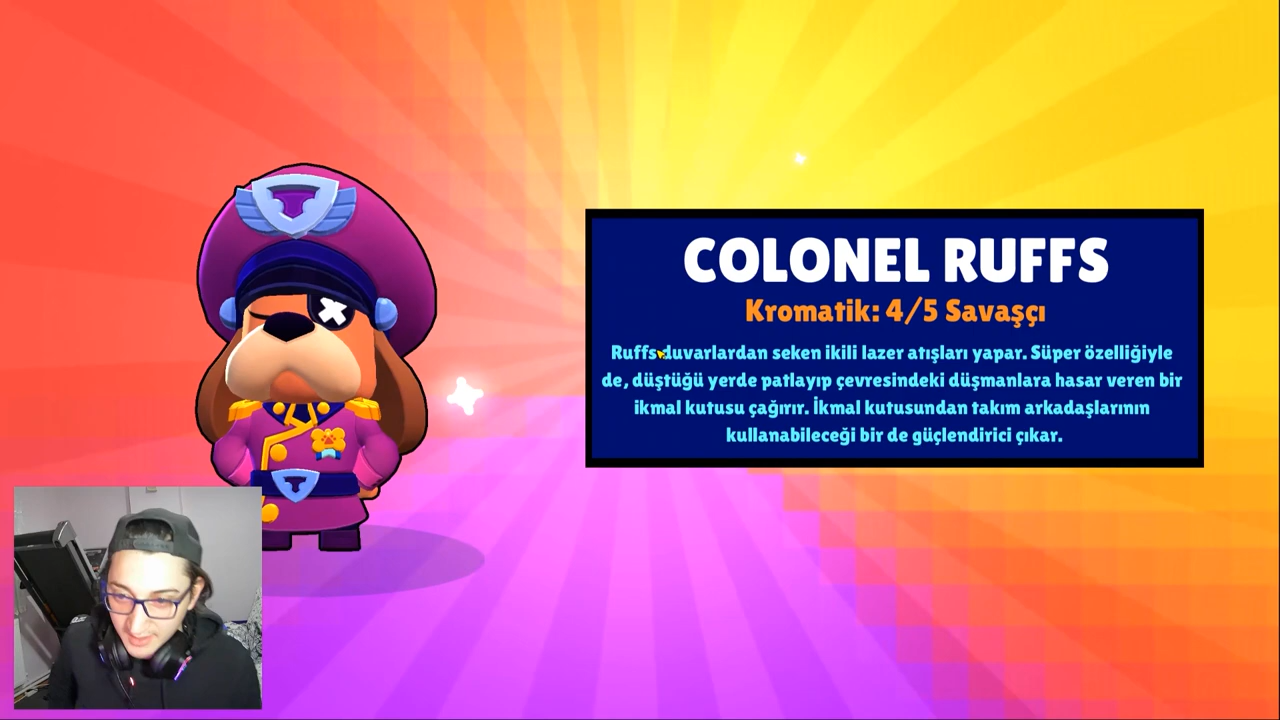 COLONEL RUFFS
Kromatik: 4/5 Savaşçı
Ruffs duvarlardan seken ikili lazer atışları yapar. Süper özelliğiyle
de, düştüğü yerde patlayıp çevresindeki düşmanlara hasar veren bir
ikmal kutusu çağırır. İkmal kutusundan takım arkadaşlarının
kullanabileceği bir de güçlendirici çıkar.